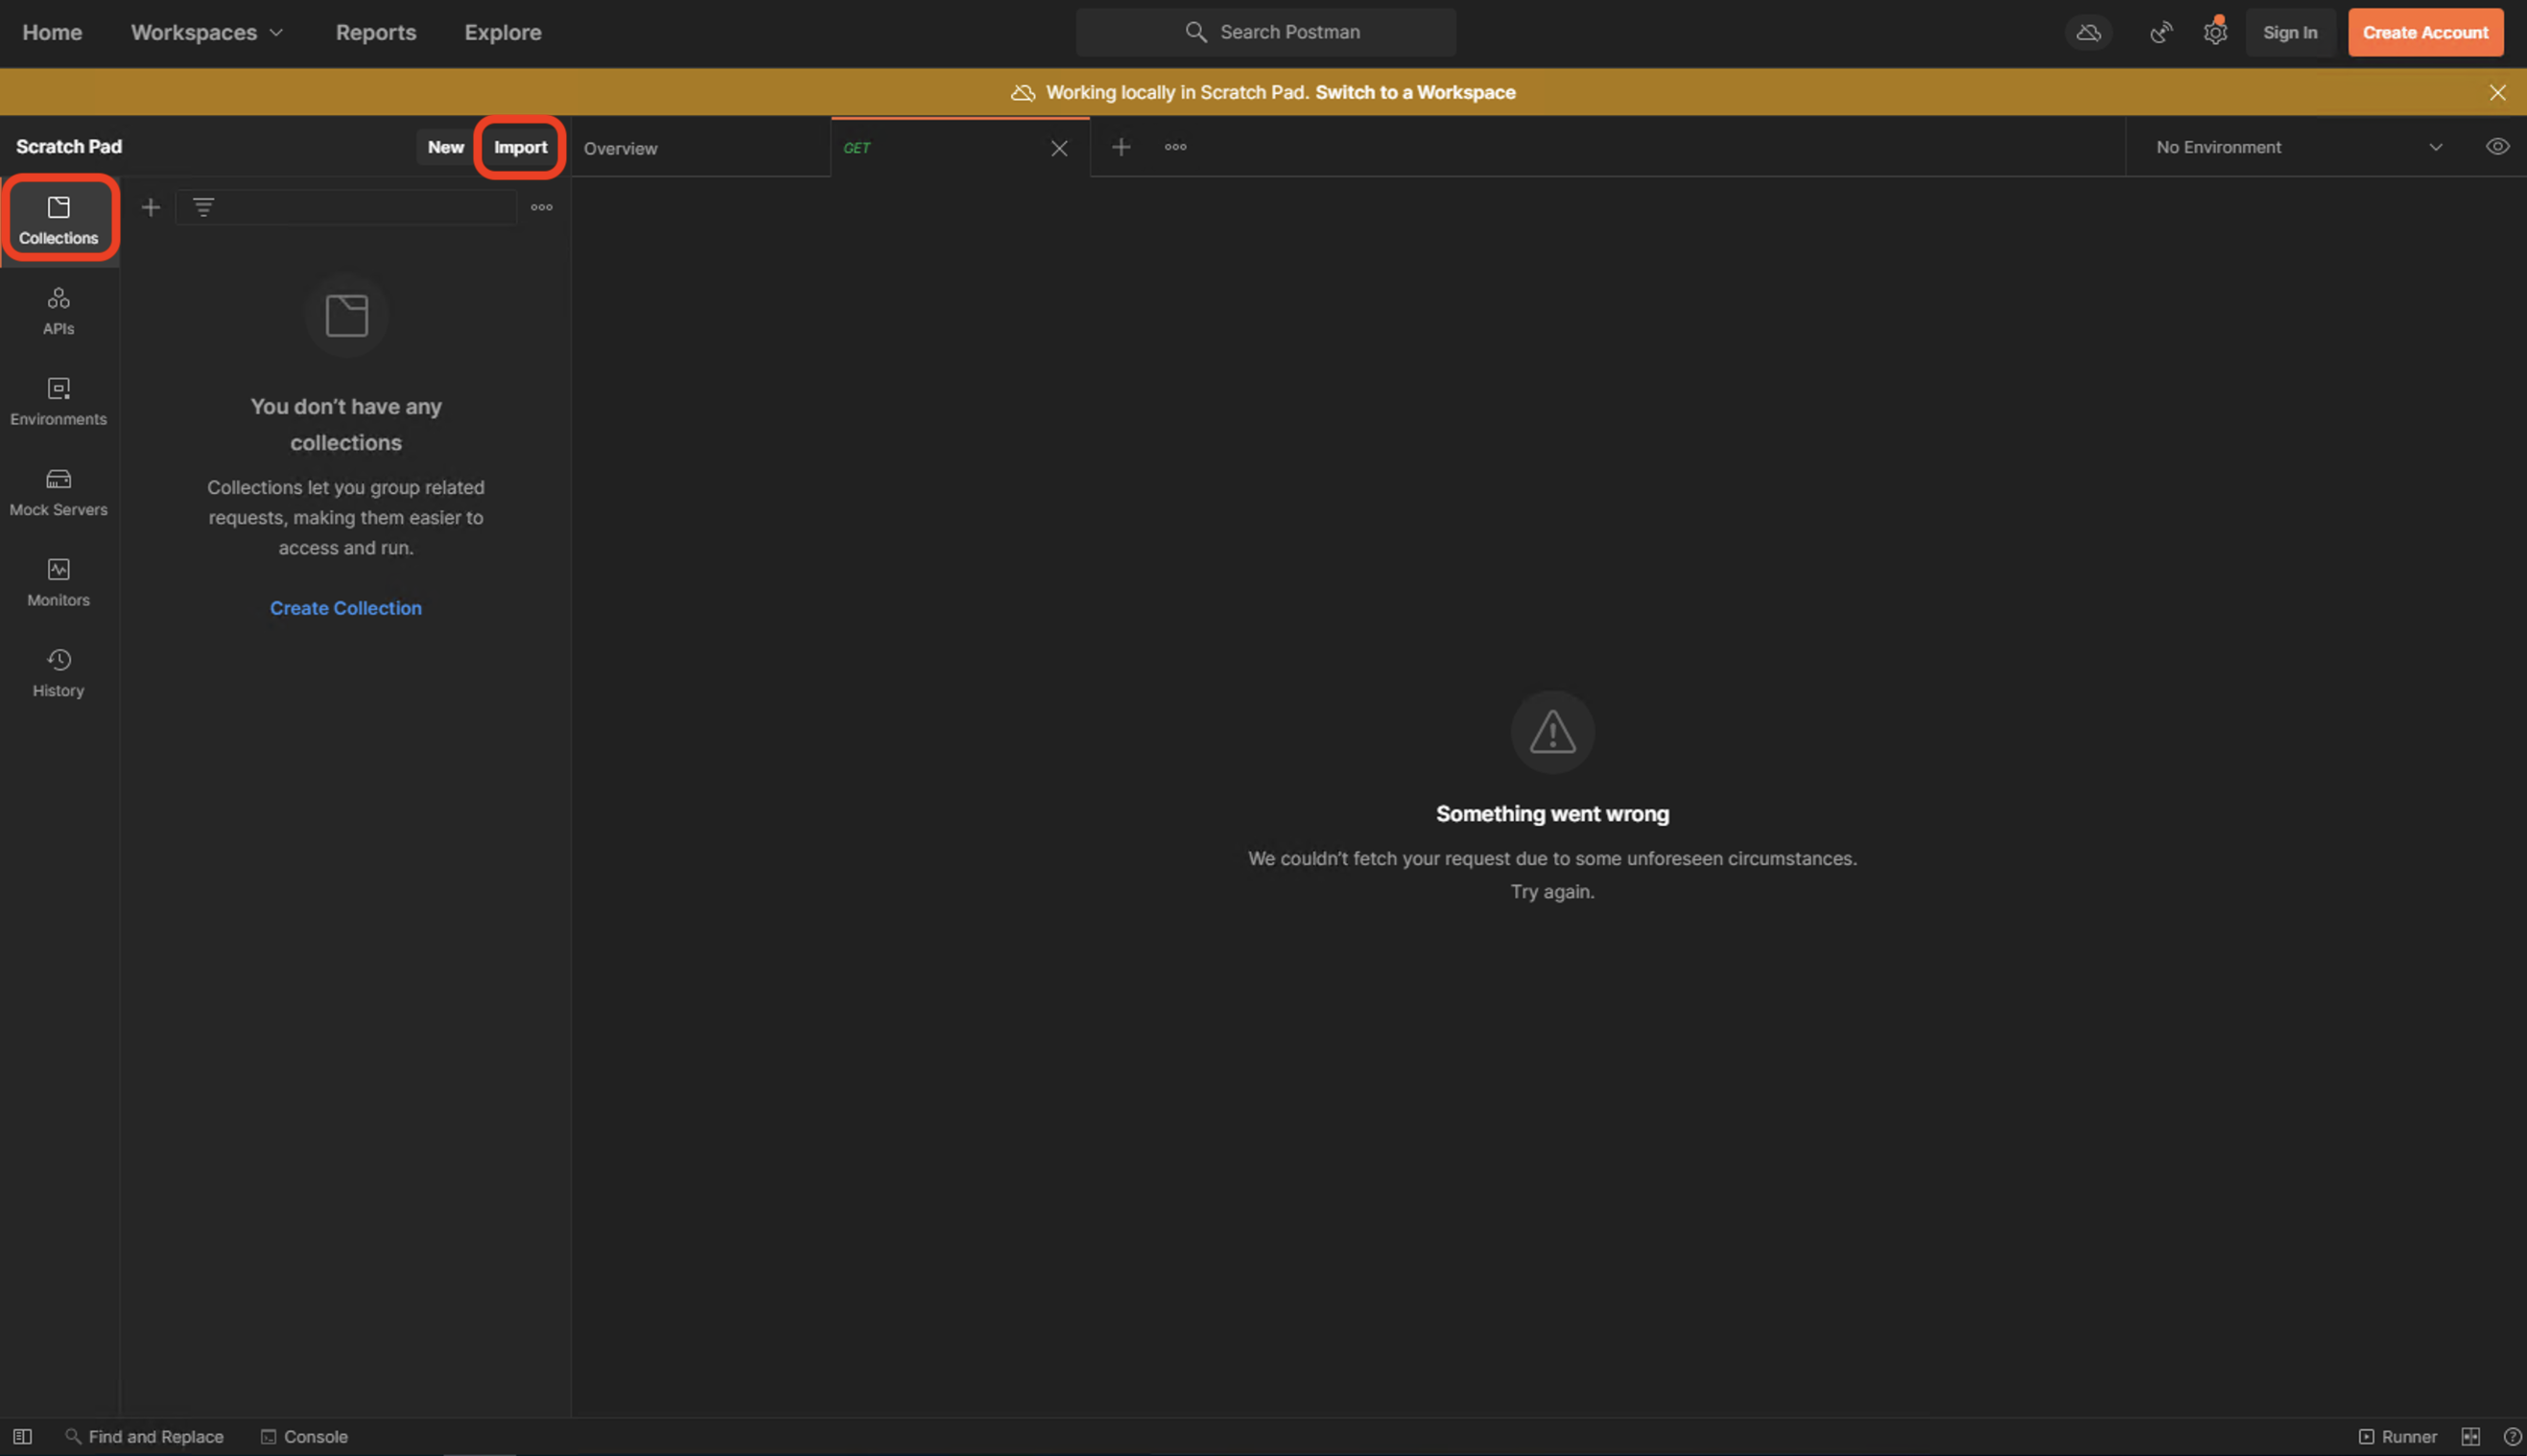 Home Workspaces Reports Explore Search Postman Sign In Create Account
Working locally in Scratch Pad. Switch to a Workspace
Scratch Pad New Import Overview GET No Environment
Collections
APIs
Environments
Mock Servers
Monitors
History
You don’t have any
collections
Collections let you group related
requests, making them easier to
access and run.
Create Collection
Something went wrong
We couldn’t fetch your request due to some unforeseen circumstances.
Try again.
Find and Replace Console Runner